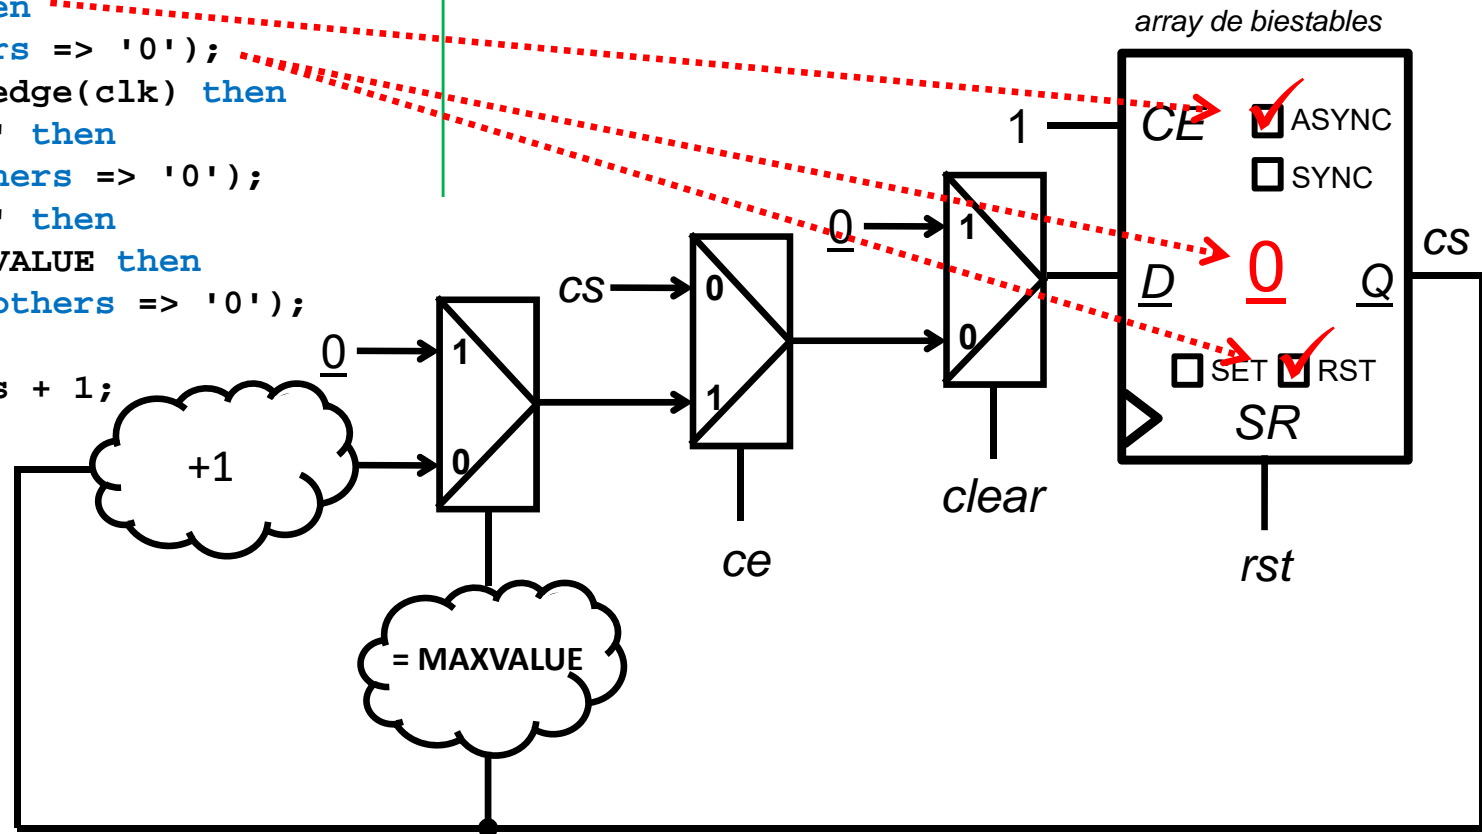 en
rs => '0');
edge(clk) then
' then
hers => '0');
' then
VALUE then
others => '0');
s + 1;
array de biestables
1
CE
ASYNC
SYNC
0
1
cs
D
0
Q
cs
0
0
0
1
1
0
SET
RST
SR
+1
0
clear
ce
rst
= MAXVALUE